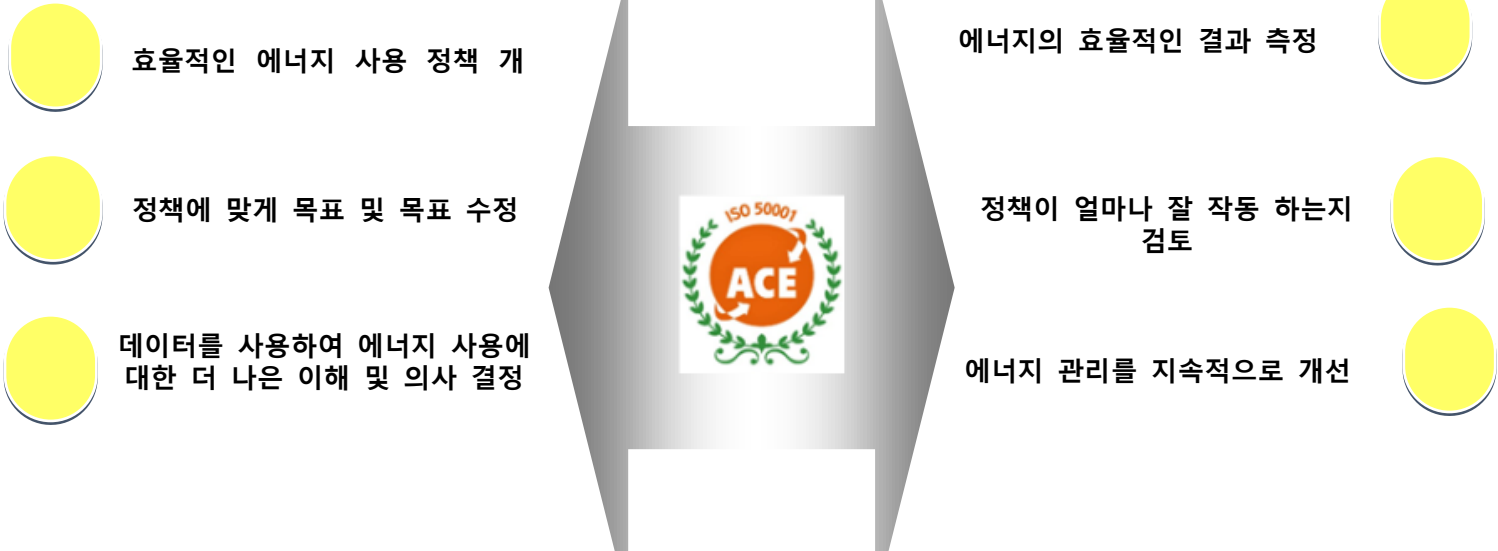 효율적인 에너지 사용 정책 개
정책에 맞게 목표 및 목표 수정
데이터를 사용하여 에너지 사용에
대한 더 나은 이해 및 의사 결정
ISO 50001
ACE
에너지의 효율적인 결과 측정
정책이 얼마나 잘 작동 하는지
검토
에너지 관리를 지속적으로 개선